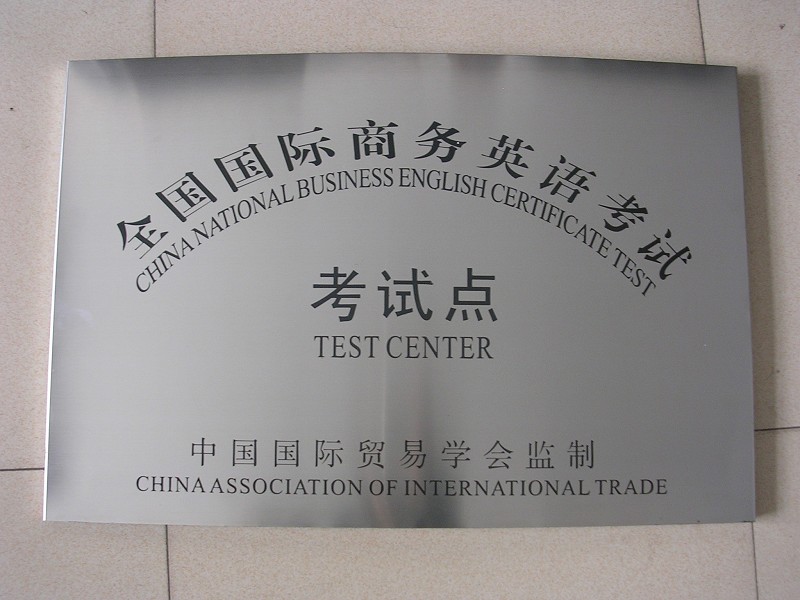 全国国际商务英语考试
CHINA NATIONAL BUSINESS ENGLISH CERTIFICATE TEST
考试点
TEST CENTER
中国国际贸易学会监制
CHINA ASSOCIATION OF INTERNATIONAL TRADE